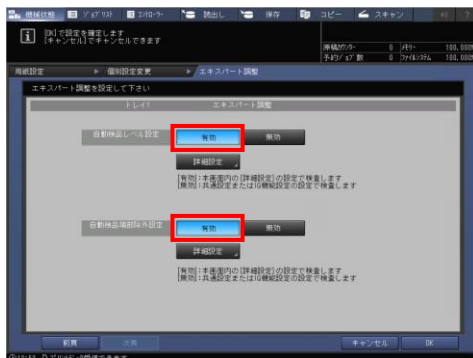 機械状態 ジョブリスト エラーログ 読出し 保存 コピー スキャン
[OK]で設定を確定します
[キャンセル]でキャンセルできます
原稿カウンター 0 メモリー 100.000%
予約ジョブ数 0 ファイルシステム 100.000%
用紙設定 個別設定変更 エキスパート調整
エキスパート調整を設定して下さい
トレイ1 エキスパート調整
自動検品レベル設定 有効 無効
詳細設定
[有効]:本画面内の[詳細設定]の設定で検査します
[無効]:共通設定またはIQ機能設定の設定で検査します
自動検品端部除外設定 有効 無効
詳細設定
[有効]:本画面内の[詳細設定]の設定で検査します
[無効]:共通設定またはIQ機能設定の設定で検査します
前頁 次頁 キャンセル OK